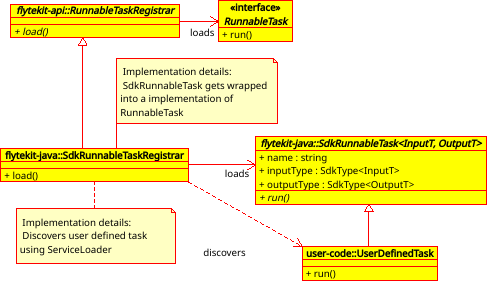 flytekit-api::RunnableTaskRegistrar
+ load()
loads
«interface»
RunnableTask
+ run()
Implementation details:
SdkRunnableTask gets wrapped
into a implementation of
RunnableTask
flytekit-java::SdkRunnableTaskRegistrar
+ load()
loads
flytekit-java::SdkRunnableTask<InputT, OutputT>
+ name : string
+ inputType : SdkType<InputT>
+ outputType : SdkType<OutputT>
+ run()
Implementation details:
Discovers user defined task
using ServiceLoader
discovers
user-code::UserDefinedTask
+ run()